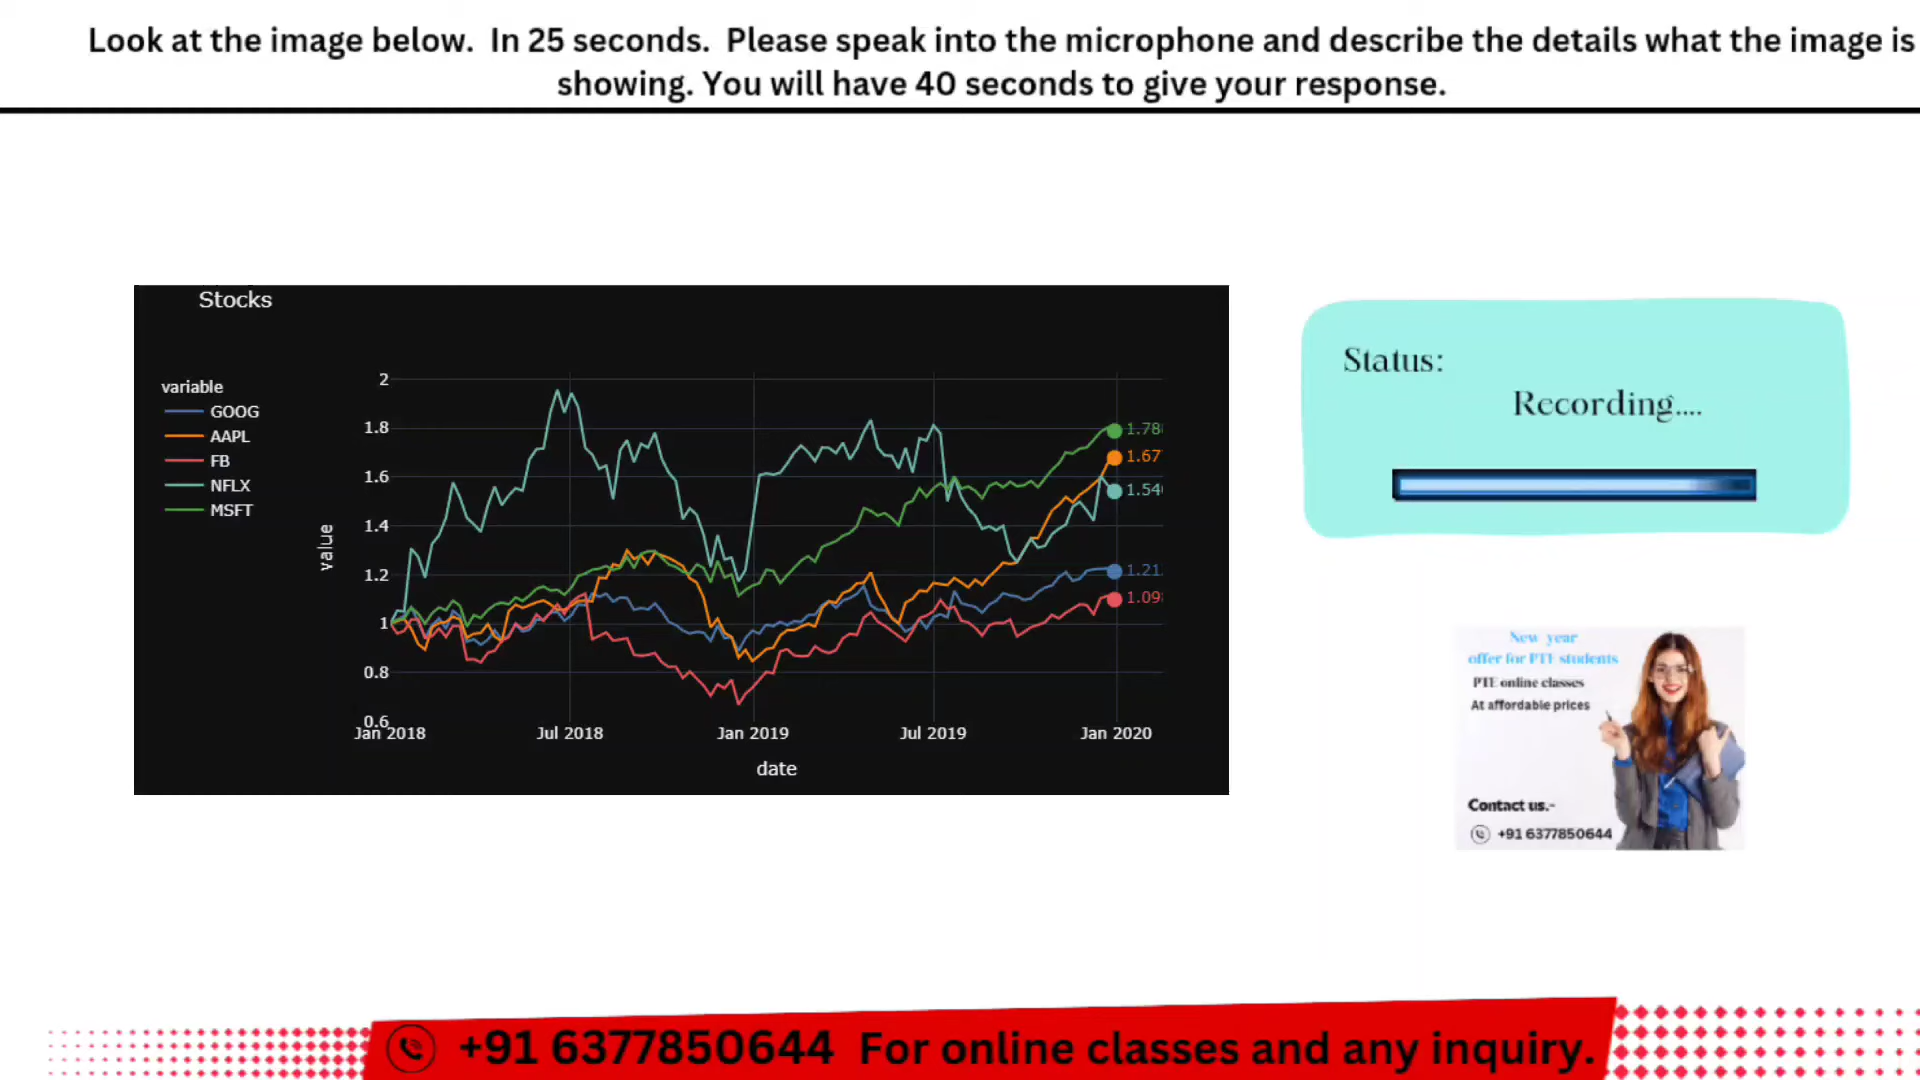 Look at the image below. In 25 seconds. Please speak into the microphone and describe the details what the image is
showing. You will have 40 seconds to give your response.
Stocks
variable
GOOG
AAPL
FB
NFLX
MSFT
value
2
1.8
1.6
1.4
1.2
1
0.8
0.6
1.78
1.67
1.54
1.21
1.09
Jan 2018
Jul 2018
Jan 2019
Jul 2019
Jan 2020
date
Status:
Recording....
New year
offer for PTE students
PTE online classes
At affordable prices
Contact us.-
+91 6377850644
+91 6377850644 For online classes and any inquiry.